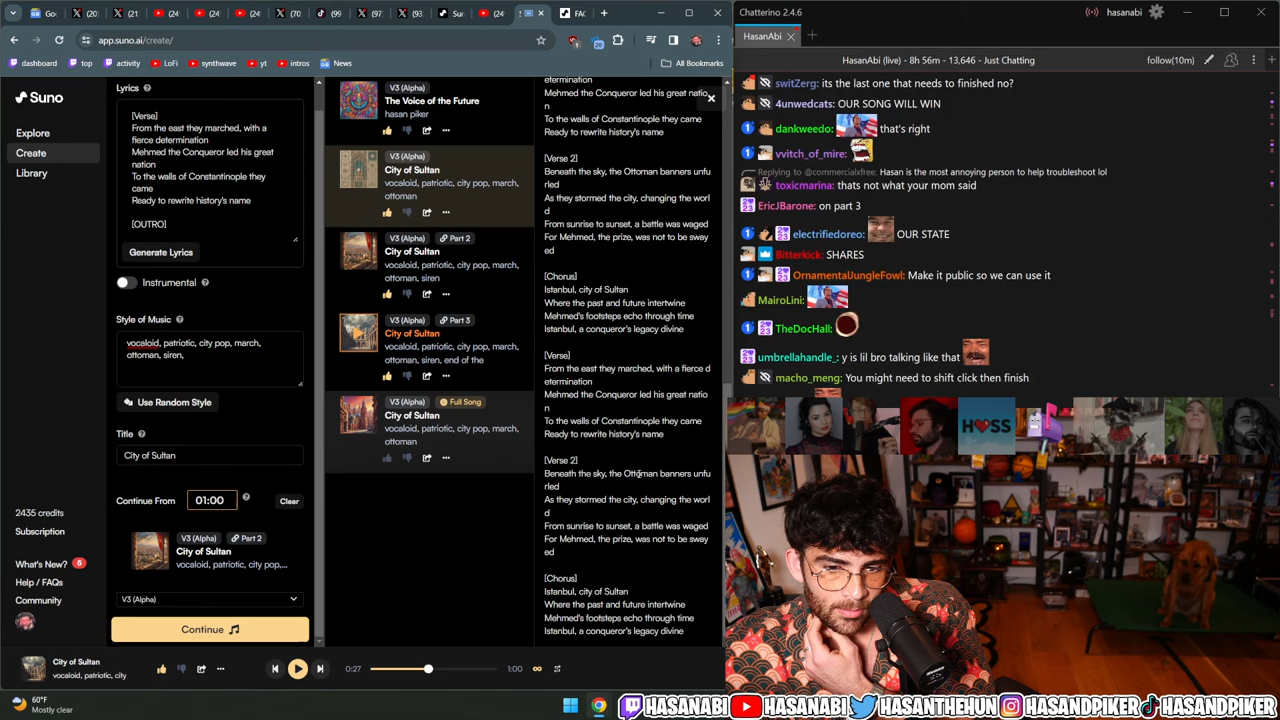 Go
(24
(21
(24
(24
(24
(70
(99
(97
(93
Su
(24
S
FAQ
app.suno.ai/create/
dashboard
top
activity
LoFi
synthwave
yt
intros
News
All Bookmarks
Suno
Explore
Create
Library
2435 credits
Subscription
What's New?
Help / FAQs
Community
Lyrics
[Verse]
From the east they marched, with a
fierce determination
Mehmed the Conqueror led his great
nation
To the walls of Constantinople they
came
Ready to rewrite history's name
[OUTRO]
Generate Lyrics
Instrumental
Style of Music
vocaloid, patriotic, city pop, march,
ottoman, siren,
Use Random Style
Title
City of Sultan
Continue From
01:00
Clear
V3 (Alpha) Part 2
City of Sultan
vocaloid, patriotic, city pop,...
V3 (Alpha)
Continue
V3 (Alpha)
The Voice of the Future
hasan piker
V3 (Alpha)
City of Sultan
vocaloid, patriotic, city pop, march,
ottoman
V3 (Alpha) Part 2
City of Sultan
vocaloid, patriotic, city pop, march,
ottoman, siren
V3 (Alpha) Part 3
City of Sultan
vocaloid, patriotic, city pop, march,
ottoman, siren, end of the
V3 (Alpha) Full Song
City of Sultan
vocaloid, patriotic, city pop, march,
ottoman
etermination
Mehmed the Conqueror led his great natio
n
To the walls of Constantinople they came
Ready to rewrite history's name
[Verse 2]
Beneath the sky, the Ottoman banners unfu
rled
As they stormed the city, changing the worl
d
From sunrise to sunset, a battle was waged
For Mehmed, the prize, was not to be sway
ed
[Chorus]
Istanbul, city of Sultan
Where the past and future intertwine
Mehmed's footsteps echo through time
Istanbul, a conqueror's legacy divine
[Verse]
From the east they marched, with a fierce d
etermination
Mehmed the Conqueror led his great natio
n
To the walls of Constantinople they came
Ready to rewrite history's name
[Verse 2]
Beneath the sky, the Ottoman banners unfu
rled
As they stormed the city, changing the worl
d
From sunrise to sunset, a battle was waged
For Mehmed, the prize, was not to be sway
ed
[Chorus]
Istanbul, city of Sultan
Where the past and future intertwine
Mehmed's footsteps echo through time
Istanbul, a conqueror's legacy divine
City of Sultan
vocaloid, patriotic, city
0:27
1:00
60°F
Mostly clear
Chatterino 2.4.6
hasanabi
HasanAbi
HasanAbi (live) - 8h 56m - 13,646 - Just Chatting
follow(10m)
switZerg: its the last one that needs to finished no?
4unwedcats: OUR SONG WILL WIN
dankweedo: that's right
vvitch_of_mire:
Replying to @commercialxfree: Hasan is the most annoying person to help troubleshoot lol
toxicmarina: thats not what your mom said
EricJBarone: on part 3
electrifiedoreo: OUR STATE
Bitterkick: SHARES
OrnamentalJungleFowl: Make it public so we can use it
MairoLini:
TheDocHall:
umbrellahandle_: y is lil bro talking like that
macho_meng: You might need to shift click then finish
HOSS
HASANABI
HASANABI
HASANTHEHUN
HASANDPIKER
HASANDPIKER